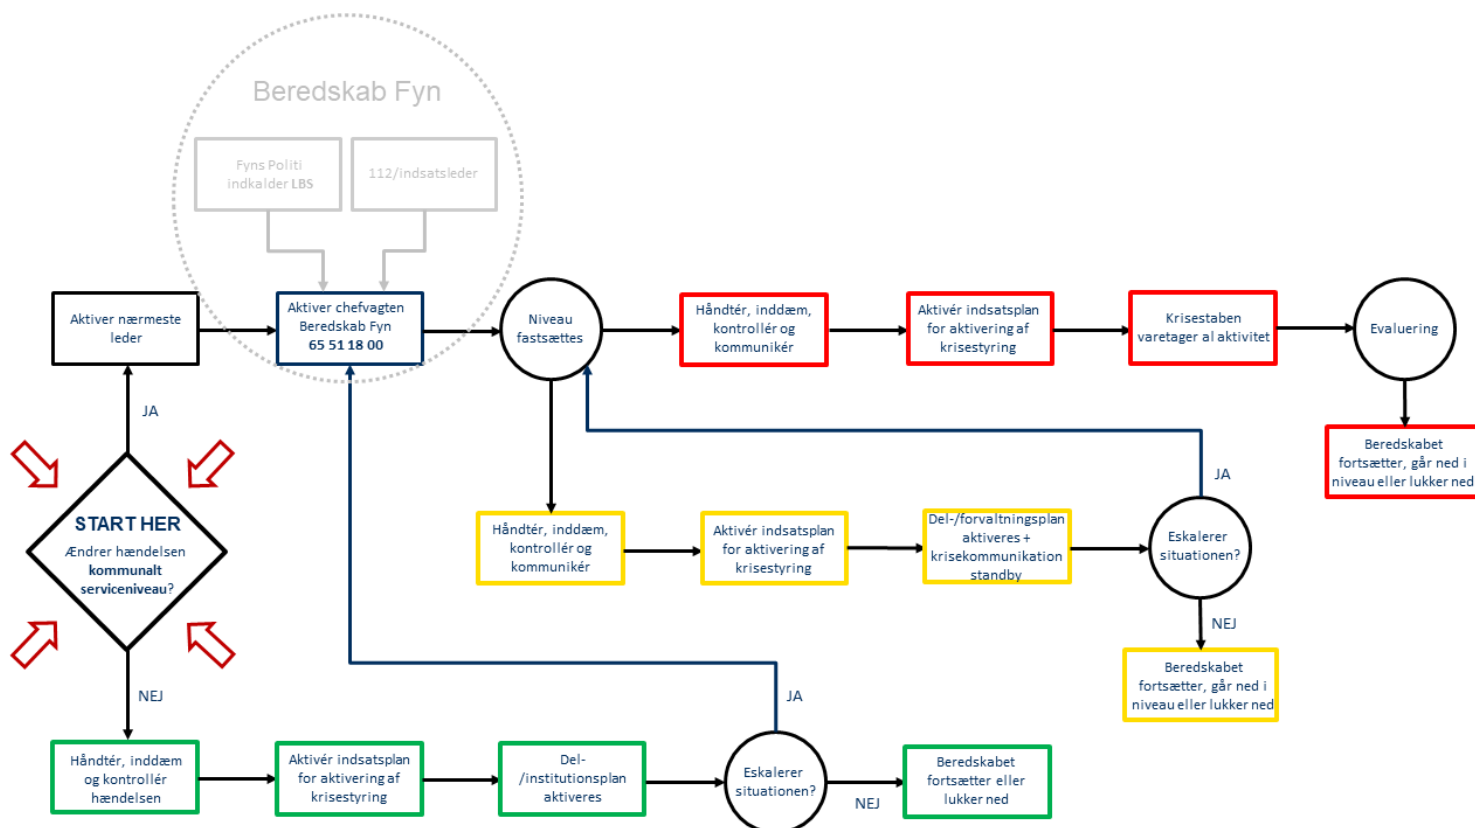 Beredskab Fyn
Fyns Politi
indkalder LBS
112/indsatsleder
Aktiver nærmeste
leder
Aktiver chefvagten
Beredskab Fyn
65 51 18 00
Niveau
fastsættes
Håndtér, inddæm,
kontrollér og
kommunikér
Aktivér indsatsplan
for aktivering af
krisestyring
Krisestaben
varetager al aktivitet
Evaluering
JA
Beredskabet
fortsætter, går ned i
niveau eller lukker ned
JA
START HER
Ændrer hændelsen
kommunalt
serviceniveau?
Håndtér, inddæm,
kontrollér og
kommunikér
Aktivér indsatsplan
for aktivering af
krisestyring
Del-/forvaltningsplan
aktiveres +
krisekommunikation
standby
Eskalerer
situationen?
NEJ
Beredskabet
fortsætter, går ned i
niveau eller lukker ned
NEJ
JA
Håndtér, inddæm
og kontrollér
hændelsen
Aktivér indsatsplan
for aktivering af
krisestyring
Del-
/institutionsplan
aktiveres
Eskalerer
situationen?
NEJ
Beredskabet
fortsætter eller
lukker ned